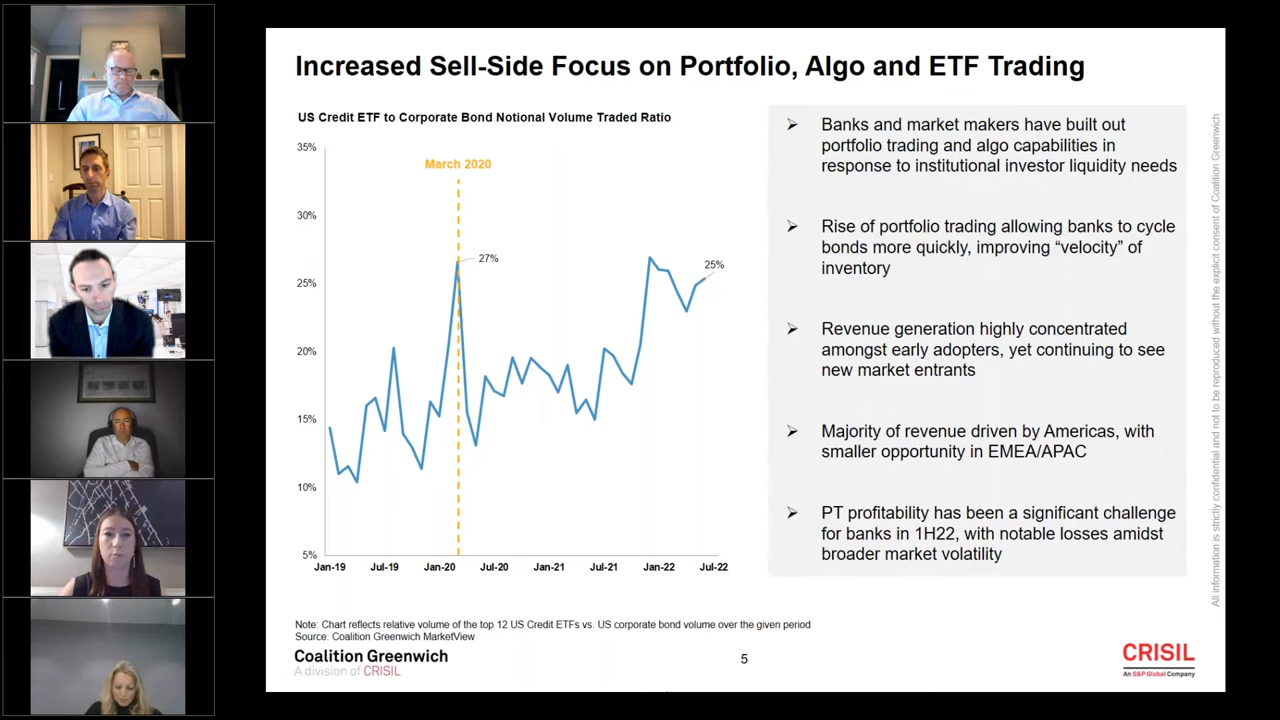 Increased Sell-Side Focus on Portfolio, Algo and ETF Trading
US Credit ETF to Corporate Bond Notional Volume Traded Ratio
35%
30%
25%
20%
15%
10%
5%
March 2020
27%
25%
Jan-19
Jul-19
Jan-20
Jul-20
Jan-21
Jul-21
Jan-22
Jul-22
Banks and market makers have built out
portfolio trading and algo capabilities in
response to institutional investor liquidity needs
Rise of portfolio trading allowing banks to cycle
bonds more quickly, improving “velocity” of
inventory
Revenue generation highly concentrated
amongst early adopters, yet continuing to see
new market entrants
Majority of revenue driven by Americas, with
smaller opportunity in EMEA/APAC
PT profitability has been a significant challenge
for banks in 1H22, with notable losses amidst
broader market volatility
All information is strictly confidential and not to be reproduced without the explicit consent of Coalition Greenwich
Note: Chart reflects relative volume of the top 12 US Credit ETFs vs. US corporate bond volume over the given period
Source: Coalition Greenwich MarketView
Coalition Greenwich
A division of CRISIL
5
CRISIL
An S&P Global Company